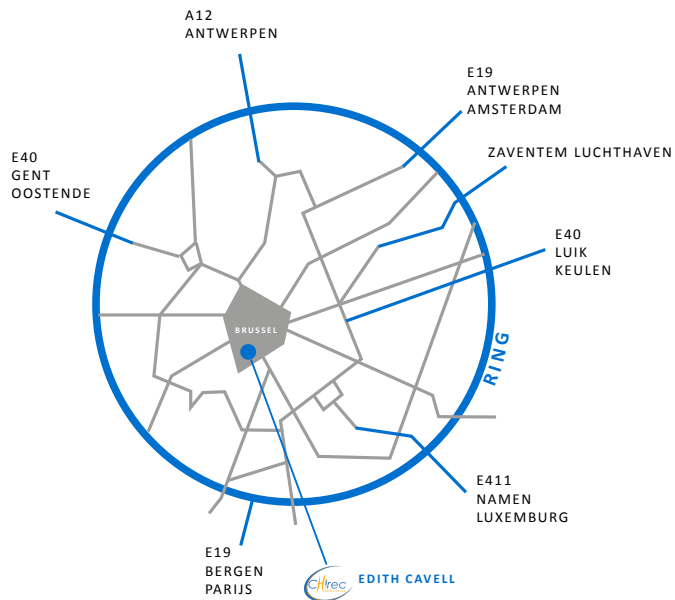 A12
ANTWERPEN
E19
ANTWERPEN
AMSTERDAM
ZAVENTEM LUCHTHAVEN
E40
GENT
OOSTENDE
E40
LUIK
KEULEN
BRUSSEL
RING
E411
NAMEN
LUXEMBURG
E19
BERGEN
PARIJS
CHirec
EDITH CAVELL